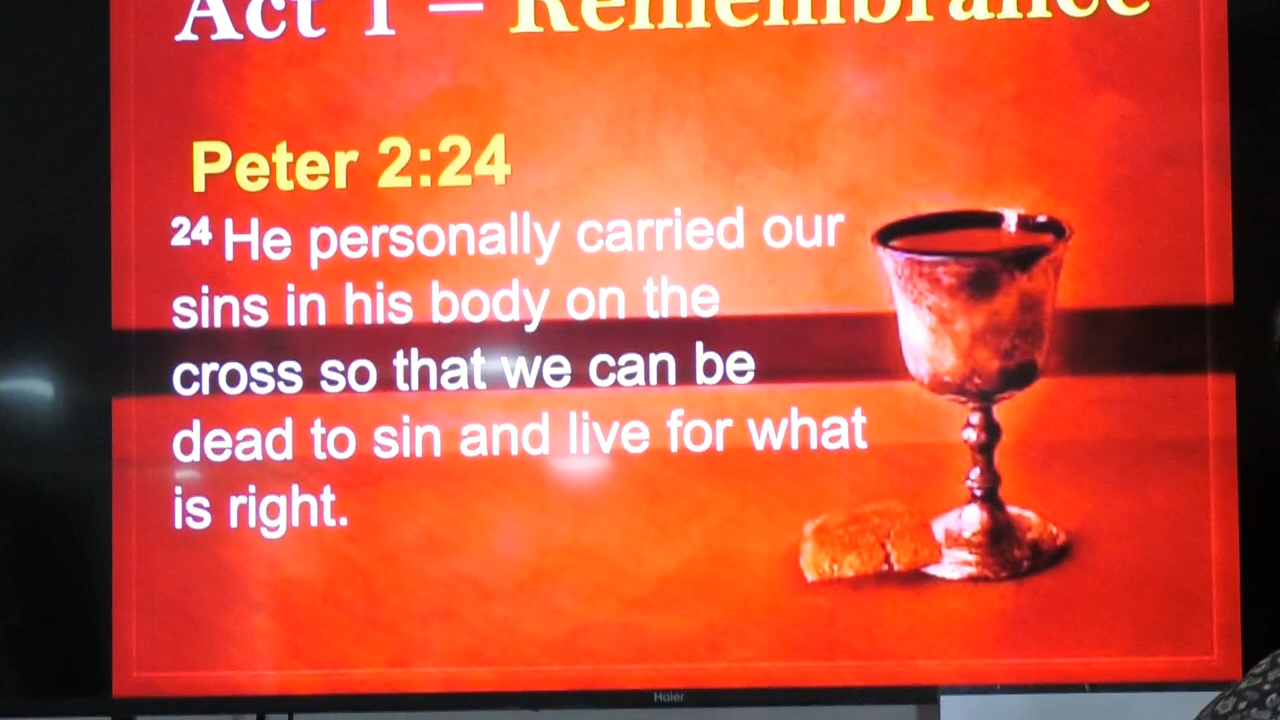 Act 1 – Remembrance
Peter 2:24
24 He personally carried our
sins in his body on the
cross so that we can be
dead to sin and live for what
is right.
Haier